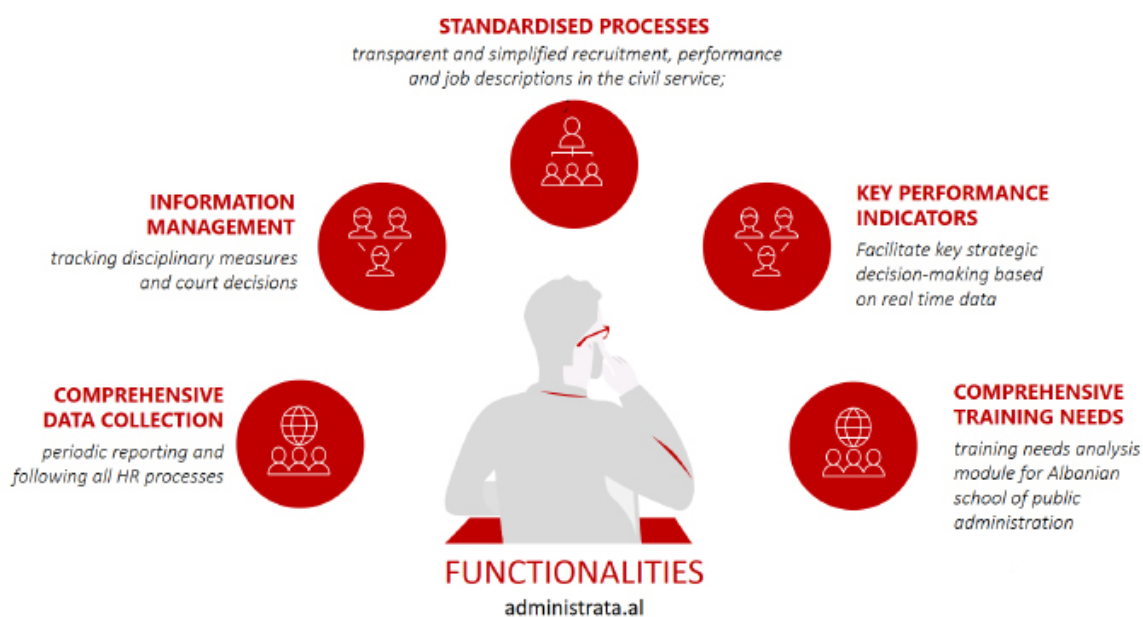 STANDARDISED PROCESSES
transparent and simplified recruitment, performance
and job descriptions in the civil service;
INFORMATION
MANAGEMENT
tracking disciplinary measures
and court decisions
KEY PERFORMANCE
INDICATORS
Facilitate key strategic
decision-making based
on real time data
COMPREHENSIVE
DATA COLLECTION
periodic reporting and
following all HR processes
COMPREHENSIVE
TRAINING NEEDS
training needs analysis
module for Albanian
school of public
administration
FUNCTIONALITIES
administrata.al